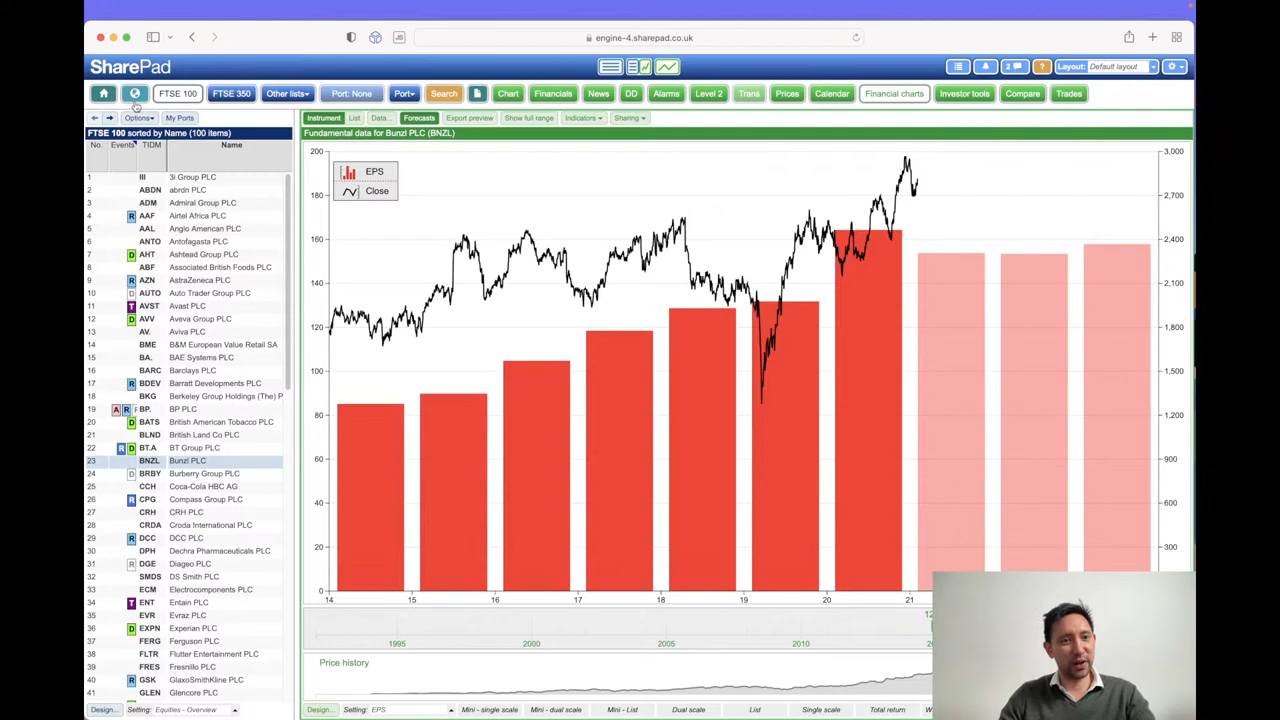 engine-4.sharepad.co.uk
SharePad
2
?
Layout: Default layout
FTSE 100
FTSE 350
Other lists
Port: None
Port
Search
Chart
Financials
News
DD
Alarms
Level 2
Trans
Prices
Calendar
Financial charts
Investor tools
Compare
Trades
Options
My Ports
Instrument
List
Data...
Forecasts
Export preview
Show full range
Indicators
Sharing
FTSE 100 sorted by Name (100 items)
Fundamental data for Bunzl PLC (BNZL)
No. Events TIDM Name
1 III 3i Group PLC
2 ABDN abrdn PLC
3 ADM Admiral Group PLC
4 R AAF Airtel Africa PLC
5 AAL Anglo American PLC
6 ANTO Antofagasta PLC
7 D AHT Ashtead Group PLC
8 ABF Associated British Foods PLC
9 R AZN AstraZeneca PLC
10 D AUTO Auto Trader Group PLC
11 T AVST Avast PLC
12 D AVV Aveva Group PLC
13 AV. Aviva PLC
14 BME B&M European Value Retail SA
15 BA. BAE Systems PLC
16 BARC Barclays PLC
17 R BDEV Barratt Developments PLC
18 BKG Berkeley Group Holdings (The) P
19 A R BP. BP PLC
20 D BATS British American Tobacco PLC
21 BLND British Land Co PLC
22 R D BT.A BT Group PLC
23 BNZL Bunzl PLC
24 D BRBY Burberry Group PLC
25 CCH Coca-Cola HBC AG
26 R CPG Compass Group PLC
27 CRH CRH PLC
28 CRDA Croda International PLC
29 R DCC DCC PLC
30 DPH Dechra Pharmaceuticals PLC
31 R DGE Diageo PLC
32 SMDS DS Smith PLC
33 ECM Electrocomponents PLC
34 T ENT Entain PLC
35 EVR Evraz PLC
36 D EXPN Experian PLC
37 FERG Ferguson PLC
38 FLTR Flutter Entertainment PLC
39 FRES Fresnillo PLC
40 R GSK GlaxoSmithKline PLC
41 GLEN Glencore PLC
Design...
Setting: Equities - Overview
EPS
Close
200
180
160
140
120
100
80
60
40
20
0
3,000
2,700
2,400
2,100
1,800
1,500
1,200
900
600
300
14 15 16 17 18 19 20 21
1995 2000 2005 2010
Price history
Design...
Setting: EPS
Mini - single scale
Mini - dual scale
Mini - List
Dual scale
List
Single scale
Total return